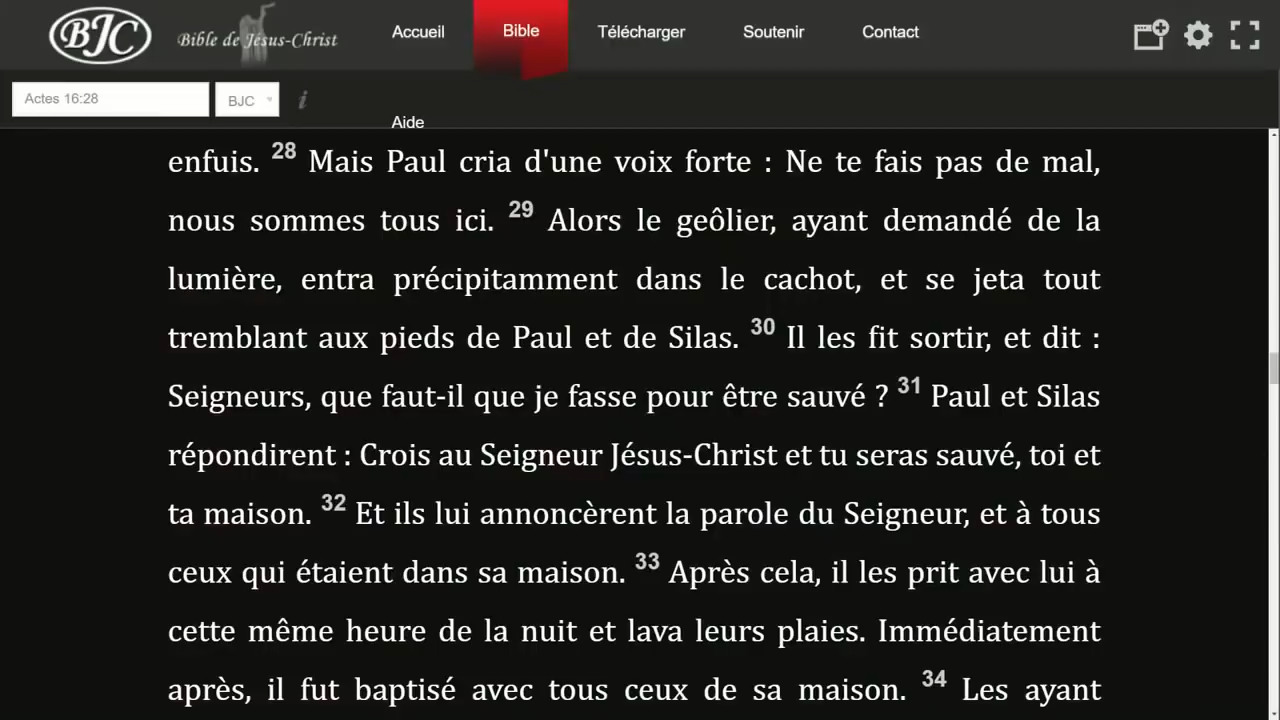 BJC
Bible de Jésus-Christ
Accueil
Bible
Télécharger
Soutenir
Contact
Actes 16:28
BJC
i
Aide
enfuis. 28 Mais Paul cria d'une voix forte : Ne te fais pas de mal,
nous sommes tous ici. 29 Alors le geôlier, ayant demandé de la
lumière, entra précipitamment dans le cachot, et se jeta tout
tremblant aux pieds de Paul et de Silas. 30 Il les fit sortir, et dit :
Seigneurs, que faut-il que je fasse pour être sauvé ? 31 Paul et Silas
répondirent : Crois au Seigneur Jésus-Christ et tu seras sauvé, toi et
ta maison. 32 Et ils lui annoncèrent la parole du Seigneur, et à tous
ceux qui étaient dans sa maison. 33 Après cela, il les prit avec lui à
cette même heure de la nuit et lava leurs plaies. Immédiatement
après, il fut baptisé avec tous ceux de sa maison. 34 Les ayant